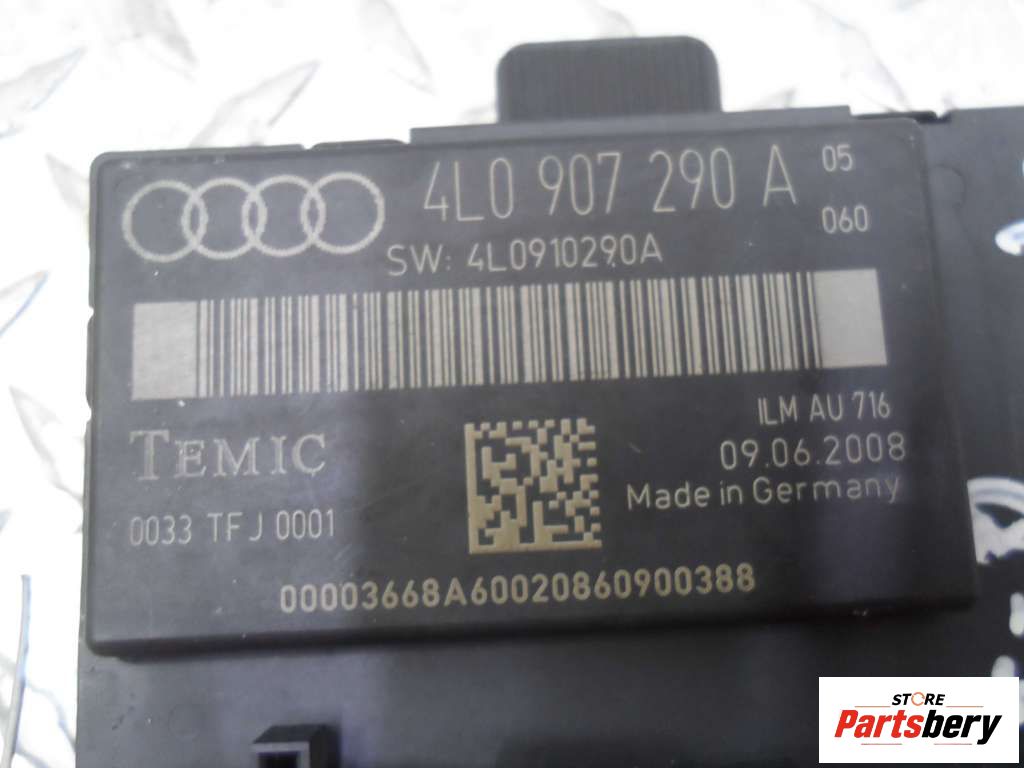 4L0 907 290 A 05
060
SW: 4L0910290A
ILM AU 716
TEMIC
09.06.2008
Made in Germany
0033 TFJ 0001
00003668A60020860900388
STORE
Partsbery